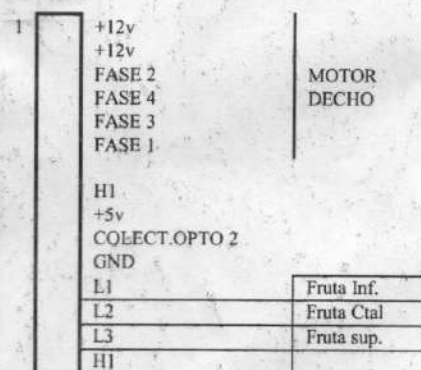 1 +12v
+12v
FASE 2 MOTOR
FASE 4 DECHO
FASE 3
FASE 1
H1
+5v
COLECT.OPTO 2
GND
L1 Fruta Inf.
L2 Fruta Ctal
L3 Fruta sup.
H1